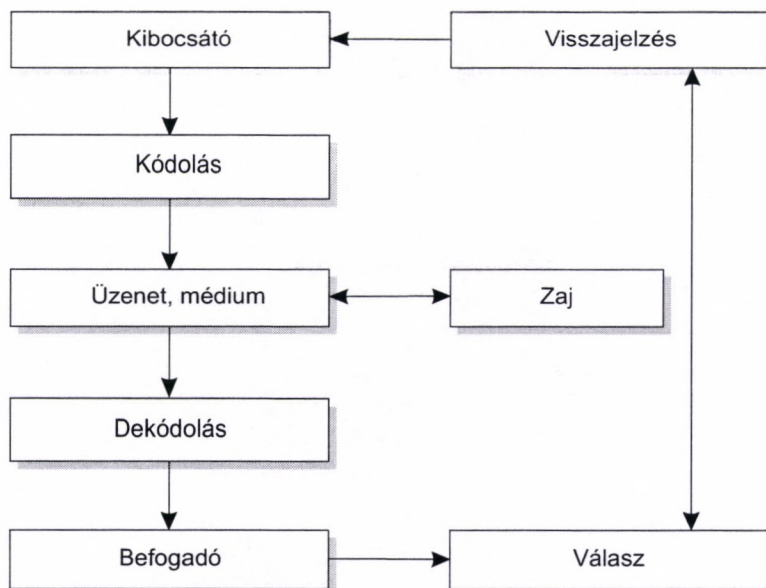 Kibocsátó
Visszajelzés
Kódolás
Üzenet, médium
Zaj
Dekódolás
Befogadó
Válasz